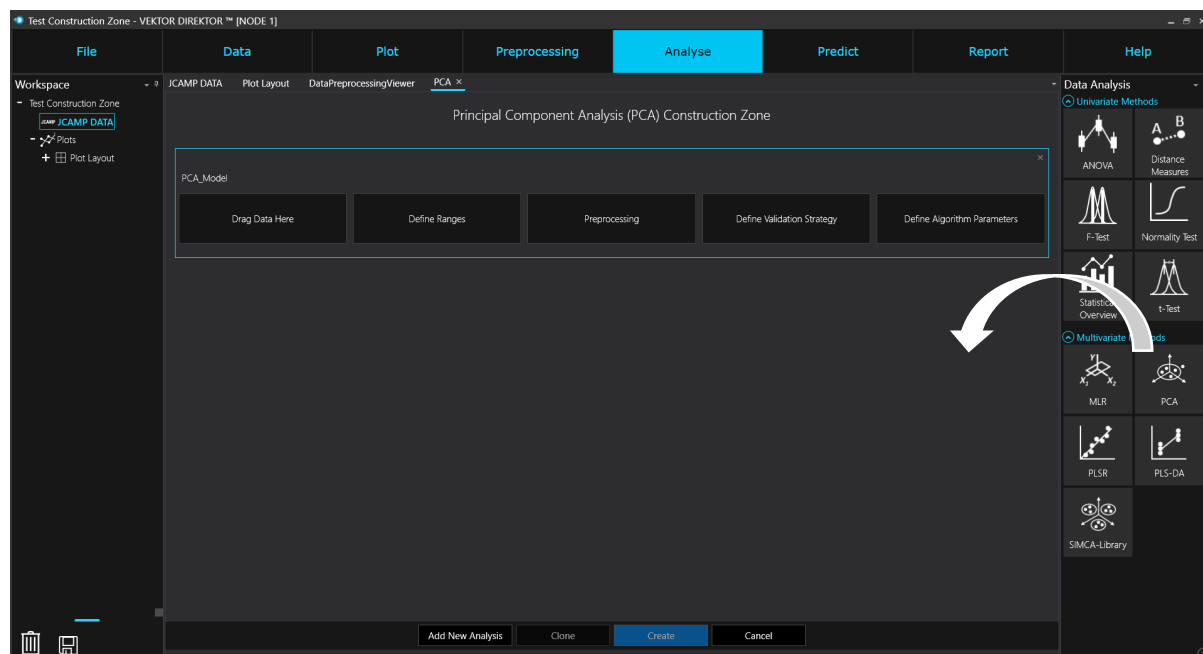 Test Construction Zone - VEKTOR DIREKTOR ™ [NODE 1]
File
Data
Plot
Preprocessing
Analyse
Predict
Report
Help
Workspace
Test Construction Zone
JCAMP JCAMP DATA
Plots
Plot Layout
JCAMP DATA
Plot Layout
DataPreprocessingViewer
PCA
Principal Component Analysis (PCA) Construction Zone
PCA_Model
Drag Data Here
Define Ranges
Preprocessing
Define Validation Strategy
Define Algorithm Parameters
Add New Analysis
Clone
Create
Cancel
Data Analysis
Univariate Methods
ANOVA
A B
Distance
Measures
F-Test
Normality Test
Statistical
Overview
t-Test
Multivariate
Y
X₁ X₂
MLR
PCA
PLSR
PLS-DA
SIMCA-Library